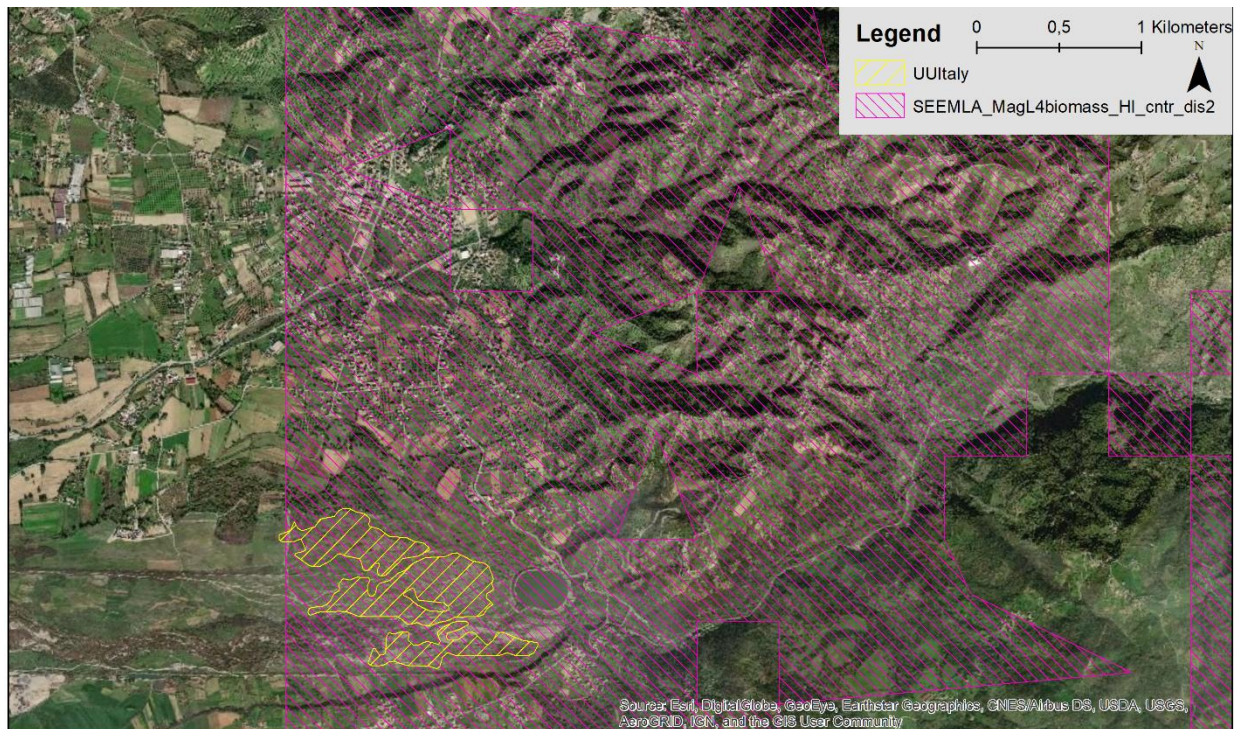 Legend
0 0,5 1 Kilometers
N
UUItaly
SEEMLA_MagL4biomass_HI_cntr_dis2
Source: Esri, DigitalGlobe, GeoEye, Earthstar Geographics, CNES/Airbus DS, USDA, USGS,
AeroGRID, IGN, and the GIS User Community